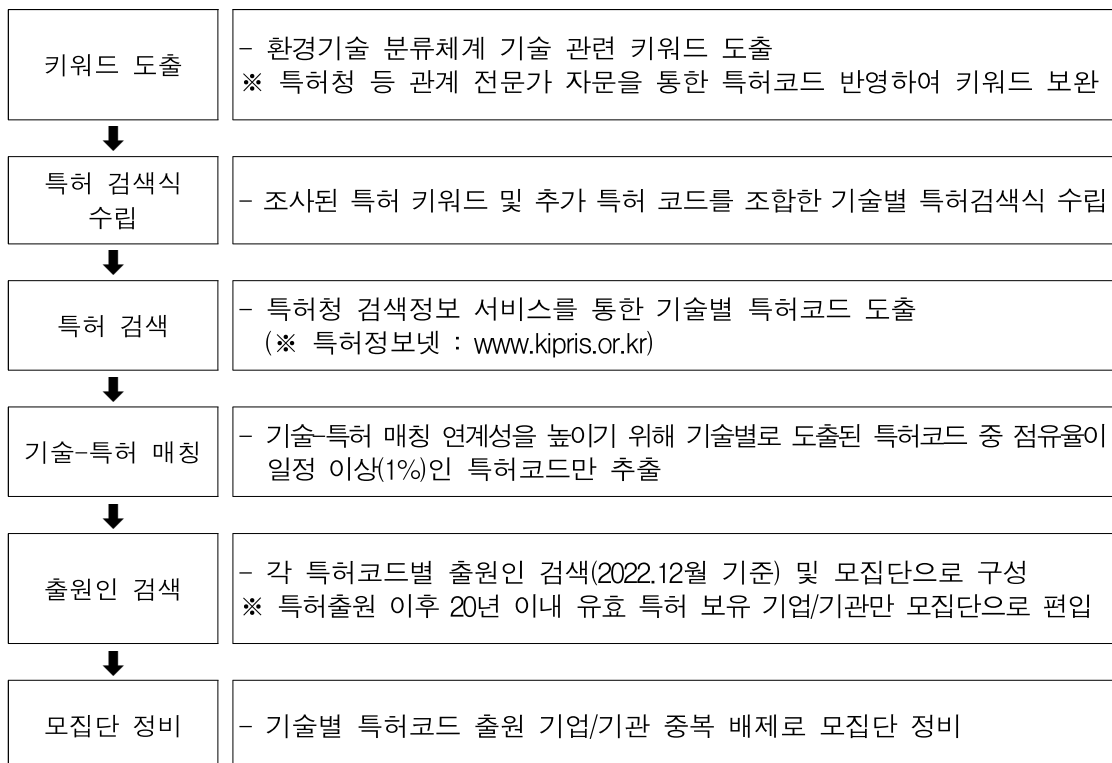 키워드 도출
- 환경기술 분류체계 기술 관련 키워드 도출
※ 특허청 등 관계 전문가 자문을 통한 특허코드 반영하여 키워드 보완
특허 검색식
수립
- 조사된 특허 키워드 및 추가 특허 코드를 조합한 기술별 특허검색식 수립
특허 검색
- 특허청 검색정보 서비스를 통한 기술별 특허코드 도출
(※ 특허정보넷 : www.kipris.or.kr)
기술-특허 매칭
- 기술-특허 매칭 연계성을 높이기 위해 기술별로 도출된 특허코드 중 점유율이
일정 이상(1%)인 특허코드만 추출
출원인 검색
- 각 특허코드별 출원인 검색(2022.12월 기준) 및 모집단으로 구성
※ 특허출원 이후 20년 이내 유효 특허 보유 기업/기관만 모집단으로 편입
모집단 정비
- 기술별 특허코드 출원 기업/기관 중복 배제로 모집단 정비